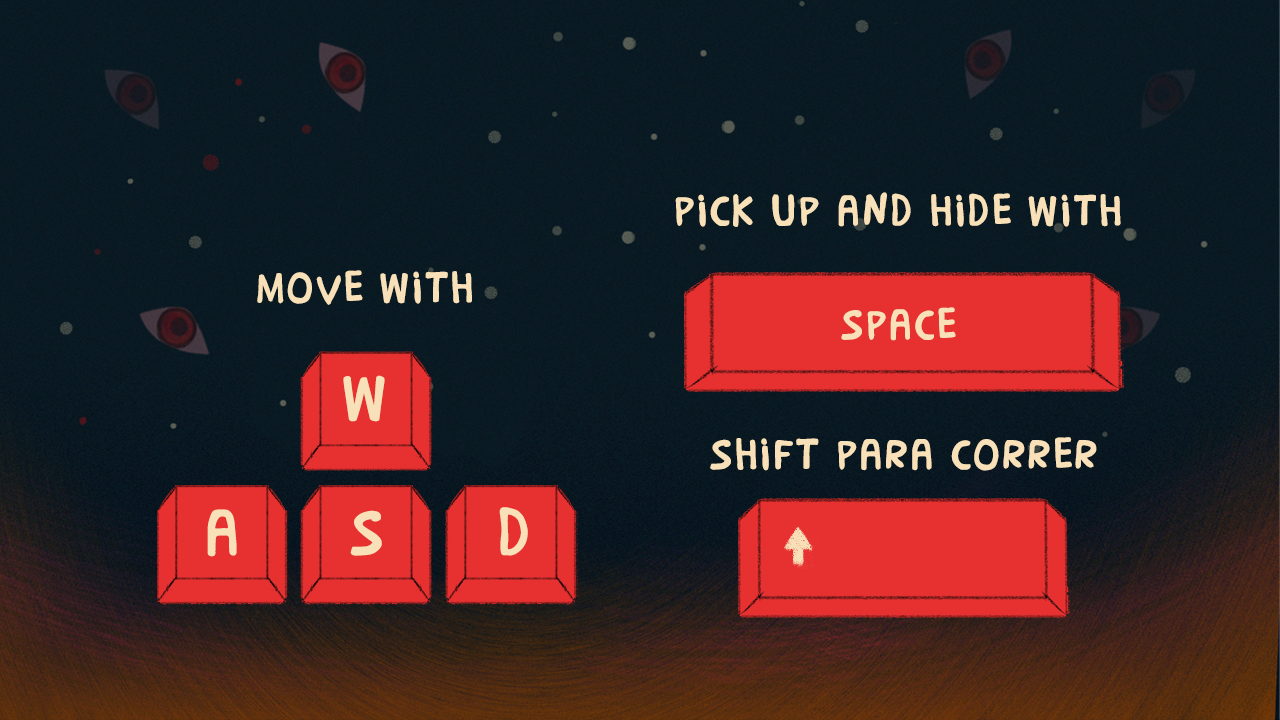 MOVE WITH
W
A S D
PICK UP AND HIDE WITH
SPACE
SHIFT PARA CORRER